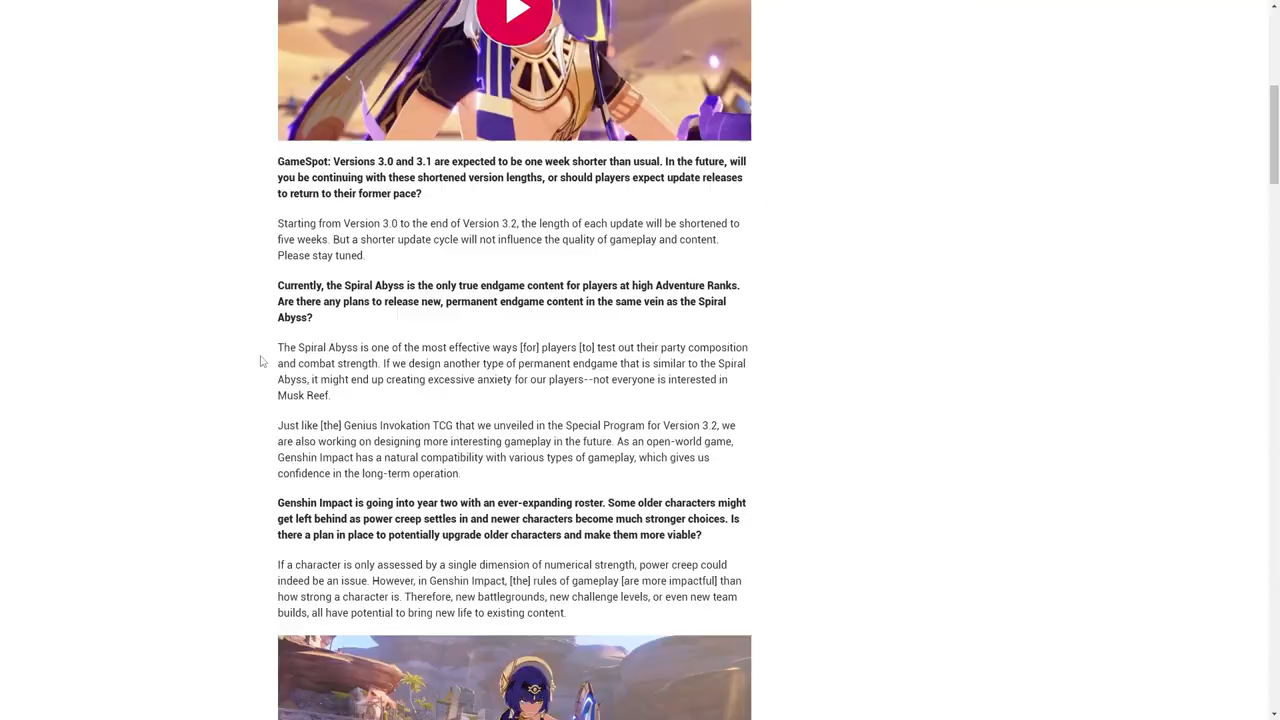 GameSpot: Versions 3.0 and 3.1 are expected to be one week shorter than usual. In the future, will
you be continuing with these shortened version lengths, or should players expect update releases
to return to their former pace?
Starting from Version 3.0 to the end of Version 3.2, the length of each update will be shortened to
five weeks. But a shorter update cycle will not influence the quality of gameplay and content.
Please stay tuned.
Currently, the Spiral Abyss is the only true endgame content for players at high Adventure Ranks.
Are there any plans to release new, permanent endgame content in the same vein as the Spiral
Abyss?
The Spiral Abyss is one of the most effective ways [for] players [to] test out their party composition
and combat strength. If we design another type of permanent endgame that is similar to the Spiral
Abyss, it might end up creating excessive anxiety for our players--not everyone is interested in
Musk Reef.
Just like [the] Genius Invokation TCG that we unveiled in the Special Program for Version 3.2, we
are also working on designing more interesting gameplay in the future. As an open-world game,
Genshin Impact has a natural compatibility with various types of gameplay, which gives us
confidence in the long-term operation.
Genshin Impact is going into year two with an ever-expanding roster. Some older characters might
get left behind as power creep settles in and newer characters become much stronger choices. Is
there a plan in place to potentially upgrade older characters and make them more viable?
If a character is only assessed by a single dimension of numerical strength, power creep could
indeed be an issue. However, in Genshin Impact, [the] rules of gameplay [are more impactful] than
how strong a character is. Therefore, new battlegrounds, new challenge levels, or even new team
builds, all have potential to bring new life to existing content.